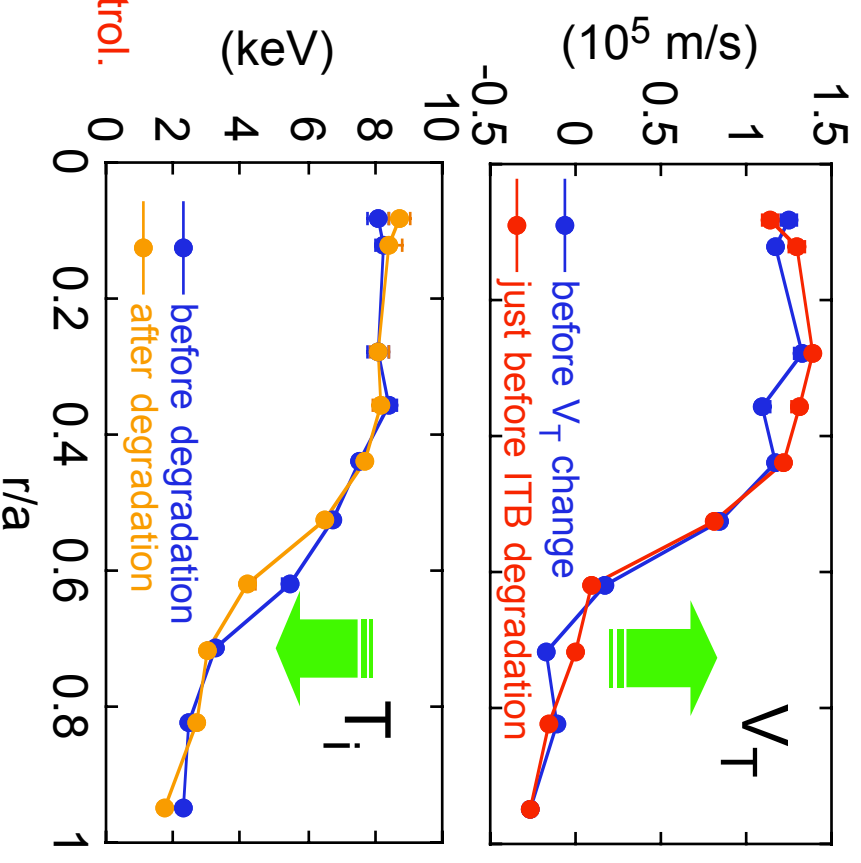 (10^5 m/s)
1.5
1
0.5
0
-0.5
before V_T change
just before ITB degradation
V_T
(keV)
10
8
6
4
2
0
before degradation
after degradation
T_i
0
0.2
0.4
0.6
0.8
1
r/a
trol.